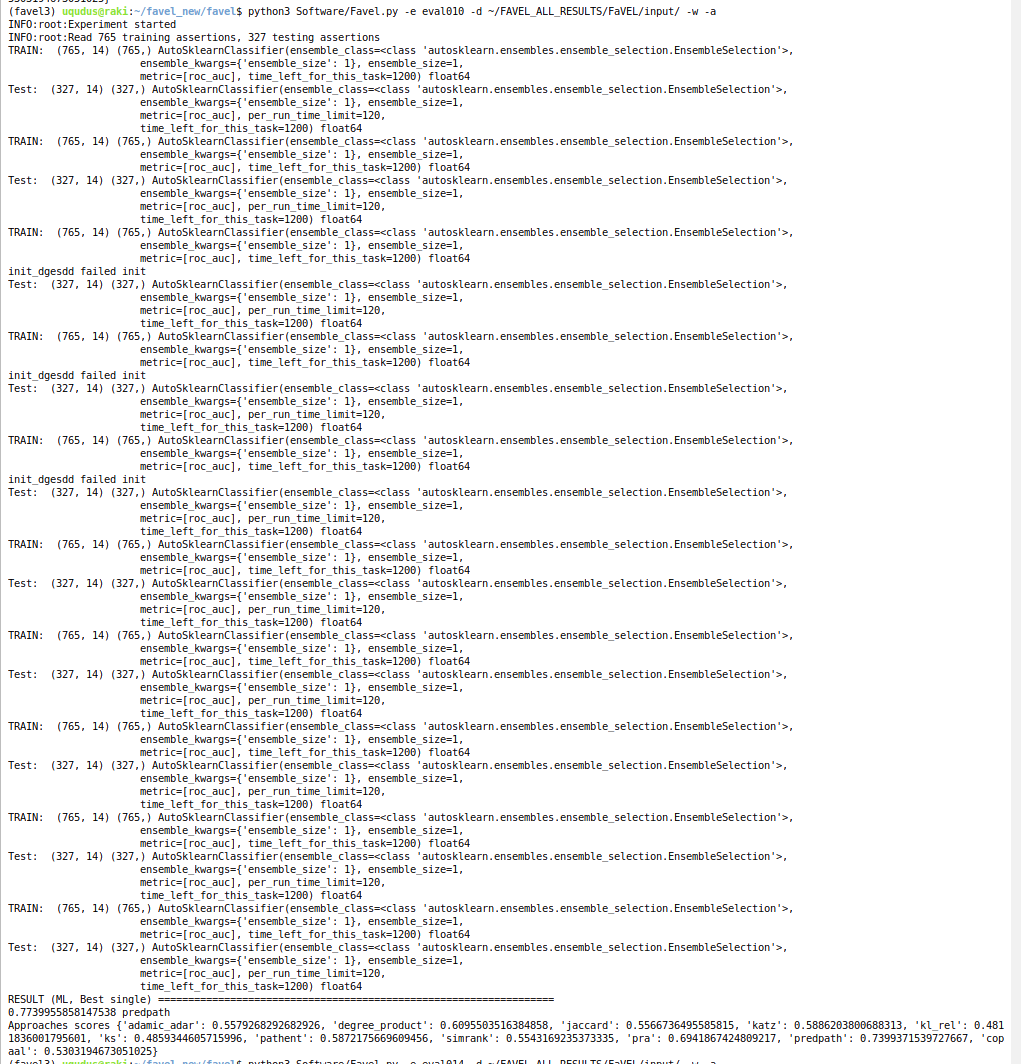 (favel3) uqudus@raki:~/favel_new/favel$ python3 Software/Favel.py -e eval010 -d ~/FAVEL_ALL_RESULTS/FaVEL/input/ -w -a
INFO:root:Experiment started
INFO:root:Read 765 training assertions, 327 testing assertions
TRAIN:  (765, 14) (765,) AutoSklearnClassifier(ensemble_class=<class 'autosklearn.ensembles.ensemble_selection.EnsembleSelection'>,
                      ensemble_kwargs={'ensemble_size': 1}, ensemble_size=1,
                      metric=[roc_auc], time_left_for_this_task=1200) float64
Test:  (327, 14) (327,) AutoSklearnClassifier(ensemble_class=<class 'autosklearn.ensembles.ensemble_selection.EnsembleSelection'>,
                      ensemble_kwargs={'ensemble_size': 1}, ensemble_size=1,
                      metric=[roc_auc], per_run_time_limit=120,
                      time_left_for_this_task=1200) float64
TRAIN:  (765, 14) (765,) AutoSklearnClassifier(ensemble_class=<class 'autosklearn.ensembles.ensemble_selection.EnsembleSelection'>,
                      ensemble_kwargs={'ensemble_size': 1}, ensemble_size=1,
                      metric=[roc_auc], time_left_for_this_task=1200) float64
Test:  (327, 14) (327,) AutoSklearnClassifier(ensemble_class=<class 'autosklearn.ensembles.ensemble_selection.EnsembleSelection'>,
                      ensemble_kwargs={'ensemble_size': 1}, ensemble_size=1,
                      metric=[roc_auc], per_run_time_limit=120,
                      time_left_for_this_task=1200) float64
TRAIN:  (765, 14) (765,) AutoSklearnClassifier(ensemble_class=<class 'autosklearn.ensembles.ensemble_selection.EnsembleSelection'>,
                      ensemble_kwargs={'ensemble_size': 1}, ensemble_size=1,
                      metric=[roc_auc], time_left_for_this_task=1200) float64
init_dgesdd failed init
Test:  (327, 14) (327,) AutoSklearnClassifier(ensemble_class=<class 'autosklearn.ensembles.ensemble_selection.EnsembleSelection'>,
                      ensemble_kwargs={'ensemble_size': 1}, ensemble_size=1,
                      metric=[roc_auc], per_run_time_limit=120,
                      time_left_for_this_task=1200) float64
TRAIN:  (765, 14) (765,) AutoSklearnClassifier(ensemble_class=<class 'autosklearn.ensembles.ensemble_selection.EnsembleSelection'>,
                      ensemble_kwargs={'ensemble_size': 1}, ensemble_size=1,
                      metric=[roc_auc], time_left_for_this_task=1200) float64
init_dgesdd failed init
Test:  (327, 14) (327,) AutoSklearnClassifier(ensemble_class=<class 'autosklearn.ensembles.ensemble_selection.EnsembleSelection'>,
                      ensemble_kwargs={'ensemble_size': 1}, ensemble_size=1,
                      metric=[roc_auc], per_run_time_limit=120,
                      time_left_for_this_task=1200) float64
TRAIN:  (765, 14) (765,) AutoSklearnClassifier(ensemble_class=<class 'autosklearn.ensembles.ensemble_selection.EnsembleSelection'>,
                      ensemble_kwargs={'ensemble_size': 1}, ensemble_size=1,
                      metric=[roc_auc], time_left_for_this_task=1200) float64
init_dgesdd failed init
Test:  (327, 14) (327,) AutoSklearnClassifier(ensemble_class=<class 'autosklearn.ensembles.ensemble_selection.EnsembleSelection'>,
                      ensemble_kwargs={'ensemble_size': 1}, ensemble_size=1,
                      metric=[roc_auc], per_run_time_limit=120,
                      time_left_for_this_task=1200) float64
TRAIN:  (765, 14) (765,) AutoSklearnClassifier(ensemble_class=<class 'autosklearn.ensembles.ensemble_selection.EnsembleSelection'>,
                      ensemble_kwargs={'ensemble_size': 1}, ensemble_size=1,
                      metric=[roc_auc], time_left_for_this_task=1200) float64
Test:  (327, 14) (327,) AutoSklearnClassifier(ensemble_class=<class 'autosklearn.ensembles.ensemble_selection.EnsembleSelection'>,
                      ensemble_kwargs={'ensemble_size': 1}, ensemble_size=1,
                      metric=[roc_auc], per_run_time_limit=120,
                      time_left_for_this_task=1200) float64
TRAIN:  (765, 14) (765,) AutoSklearnClassifier(ensemble_class=<class 'autosklearn.ensembles.ensemble_selection.EnsembleSelection'>,
                      ensemble_kwargs={'ensemble_size': 1}, ensemble_size=1,
                      metric=[roc_auc], time_left_for_this_task=1200) float64
Test:  (327, 14) (327,) AutoSklearnClassifier(ensemble_class=<class 'autosklearn.ensembles.ensemble_selection.EnsembleSelection'>,
                      ensemble_kwargs={'ensemble_size': 1}, ensemble_size=1,
                      metric=[roc_auc], per_run_time_limit=120,
                      time_left_for_this_task=1200) float64
TRAIN:  (765, 14) (765,) AutoSklearnClassifier(ensemble_class=<class 'autosklearn.ensembles.ensemble_selection.EnsembleSelection'>,
                      ensemble_kwargs={'ensemble_size': 1}, ensemble_size=1,
                      metric=[roc_auc], time_left_for_this_task=1200) float64
Test:  (327, 14) (327,) AutoSklearnClassifier(ensemble_class=<class 'autosklearn.ensembles.ensemble_selection.EnsembleSelection'>,
                      ensemble_kwargs={'ensemble_size': 1}, ensemble_size=1,
                      metric=[roc_auc], per_run_time_limit=120,
                      time_left_for_this_task=1200) float64
TRAIN:  (765, 14) (765,) AutoSklearnClassifier(ensemble_class=<class 'autosklearn.ensembles.ensemble_selection.EnsembleSelection'>,
                      ensemble_kwargs={'ensemble_size': 1}, ensemble_size=1,
                      metric=[roc_auc], time_left_for_this_task=1200) float64
Test:  (327, 14) (327,) AutoSklearnClassifier(ensemble_class=<class 'autosklearn.ensembles.ensemble_selection.EnsembleSelection'>,
                      ensemble_kwargs={'ensemble_size': 1}, ensemble_size=1,
                      metric=[roc_auc], per_run_time_limit=120,
                      time_left_for_this_task=1200) float64
TRAIN:  (765, 14) (765,) AutoSklearnClassifier(ensemble_class=<class 'autosklearn.ensembles.ensemble_selection.EnsembleSelection'>,
                      ensemble_kwargs={'ensemble_size': 1}, ensemble_size=1,
                      metric=[roc_auc], time_left_for_this_task=1200) float64
Test:  (327, 14) (327,) AutoSklearnClassifier(ensemble_class=<class 'autosklearn.ensembles.ensemble_selection.EnsembleSelection'>,
                      ensemble_kwargs={'ensemble_size': 1}, ensemble_size=1,
                      metric=[roc_auc], per_run_time_limit=120,
                      time_left_for_this_task=1200) float64
RESULT (ML, Best single) ==================================================================
0.7739955858147538 predpath
Approaches scores {'adamic_adar': 0.5579268292682926, 'degree_product': 0.6095503516384858, 'jaccard': 0.5566736495585815, 'katz': 0.5886203800688313, 'kl_rel': 0.481
1836001795601, 'ks': 0.4859344605715996, 'pathent': 0.5872175669609456, 'simrank': 0.5543169235373335, 'pra': 0.6941867424809217, 'predpath': 0.7399371539727667, 'cop
aal': 0.5303194673051025}
(favel3) uqudus@raki:~/favel_new/favel$ python3 Software/Favel.py -e eval014 -d ~/FAVEL_ALL_RESULTS/FaVEL/input/ -w -a